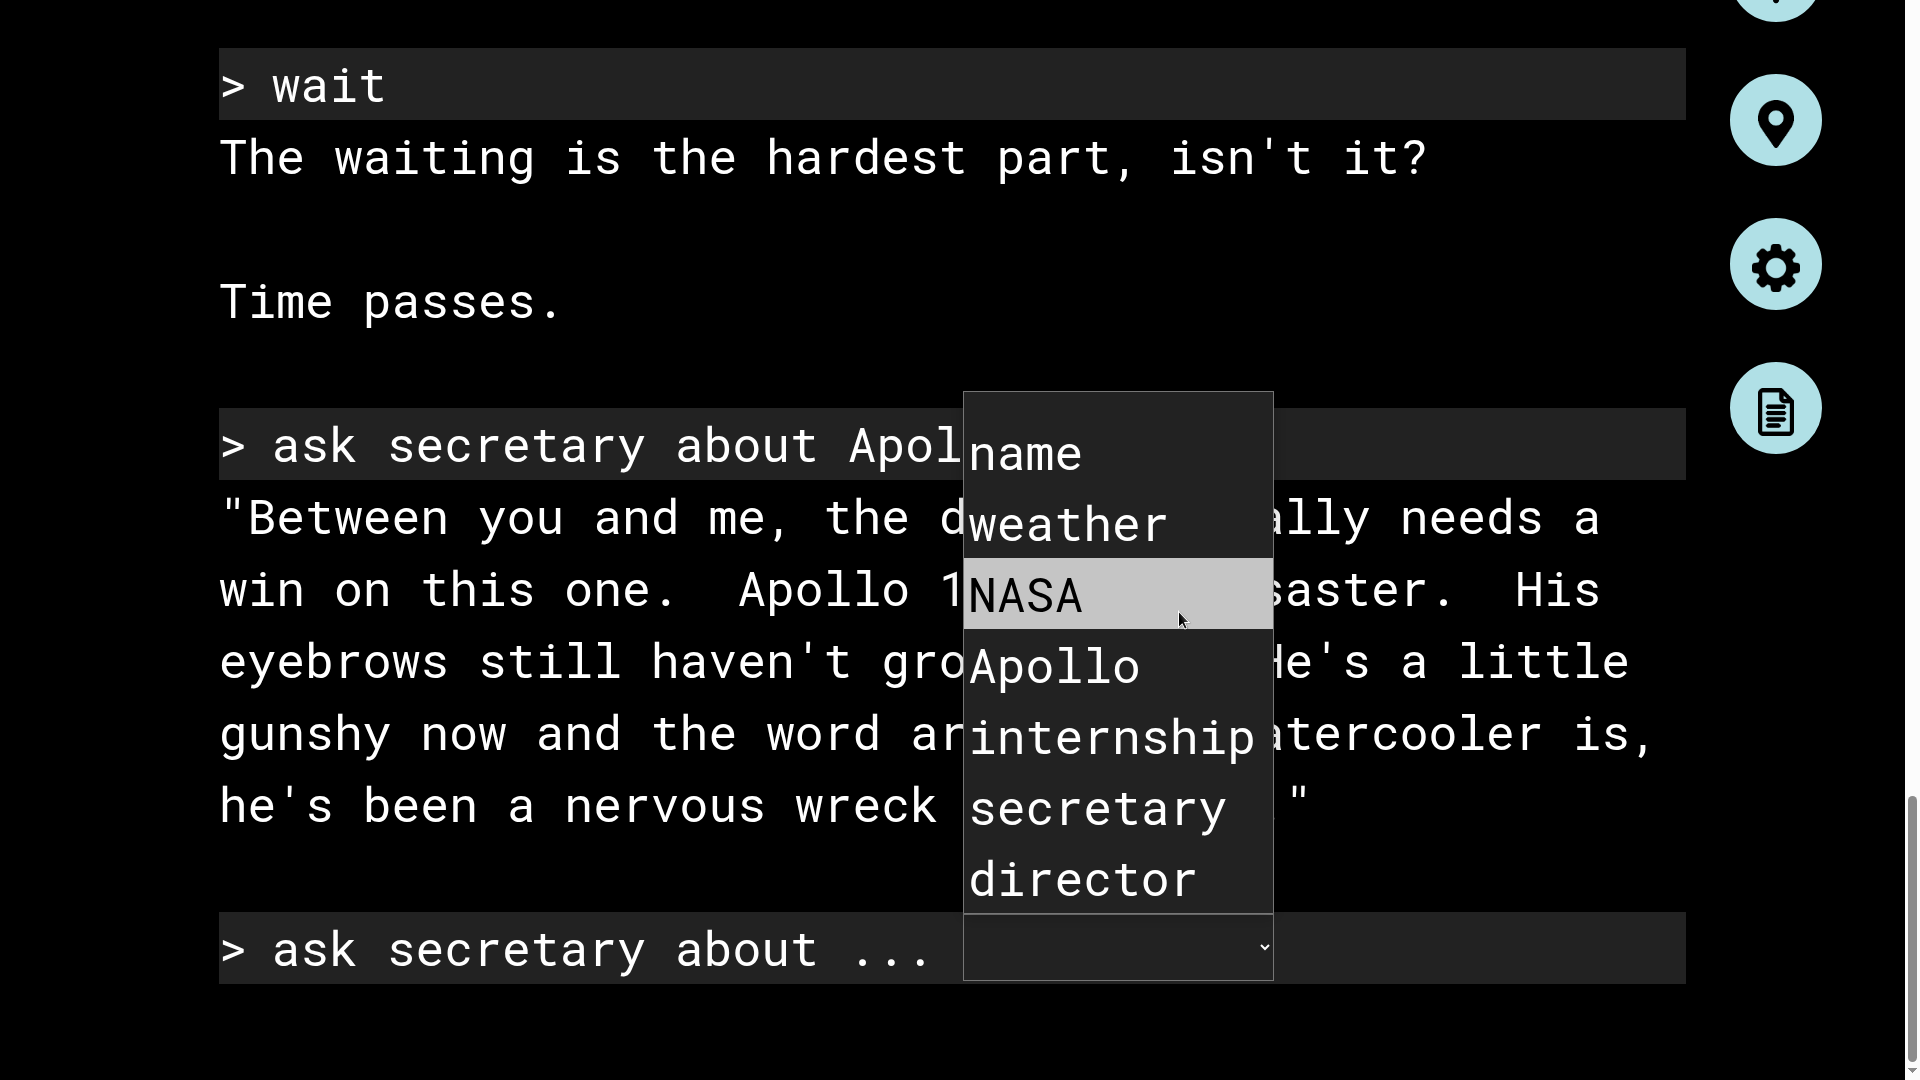 > wait
The waiting is the hardest part, isn't it?
Time passes.
> ask secretary about Apol
name
"Between you and me, the d ally needs a
weather
win on this one. Apollo 1 saster. His
NASA
eyebrows still haven't gro He's a little
Apollo
gunshy now and the word ar atercooler is,
internship
he's been a nervous wreck ."
secretary
director
> ask secretary about ...